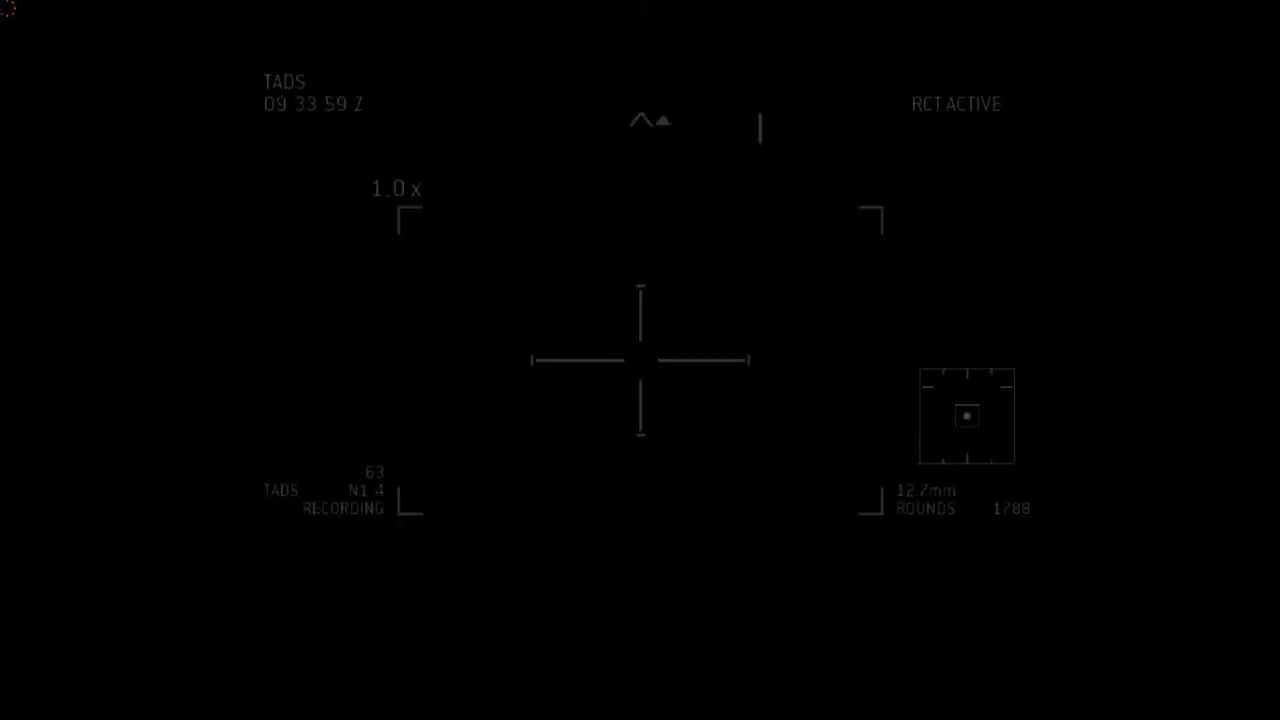 TADS
09 33 59 Z
RCT ACTIVE
1.0 x
63
TADS N1 4
RECORDING
12.7mm
ROUNDS 1788